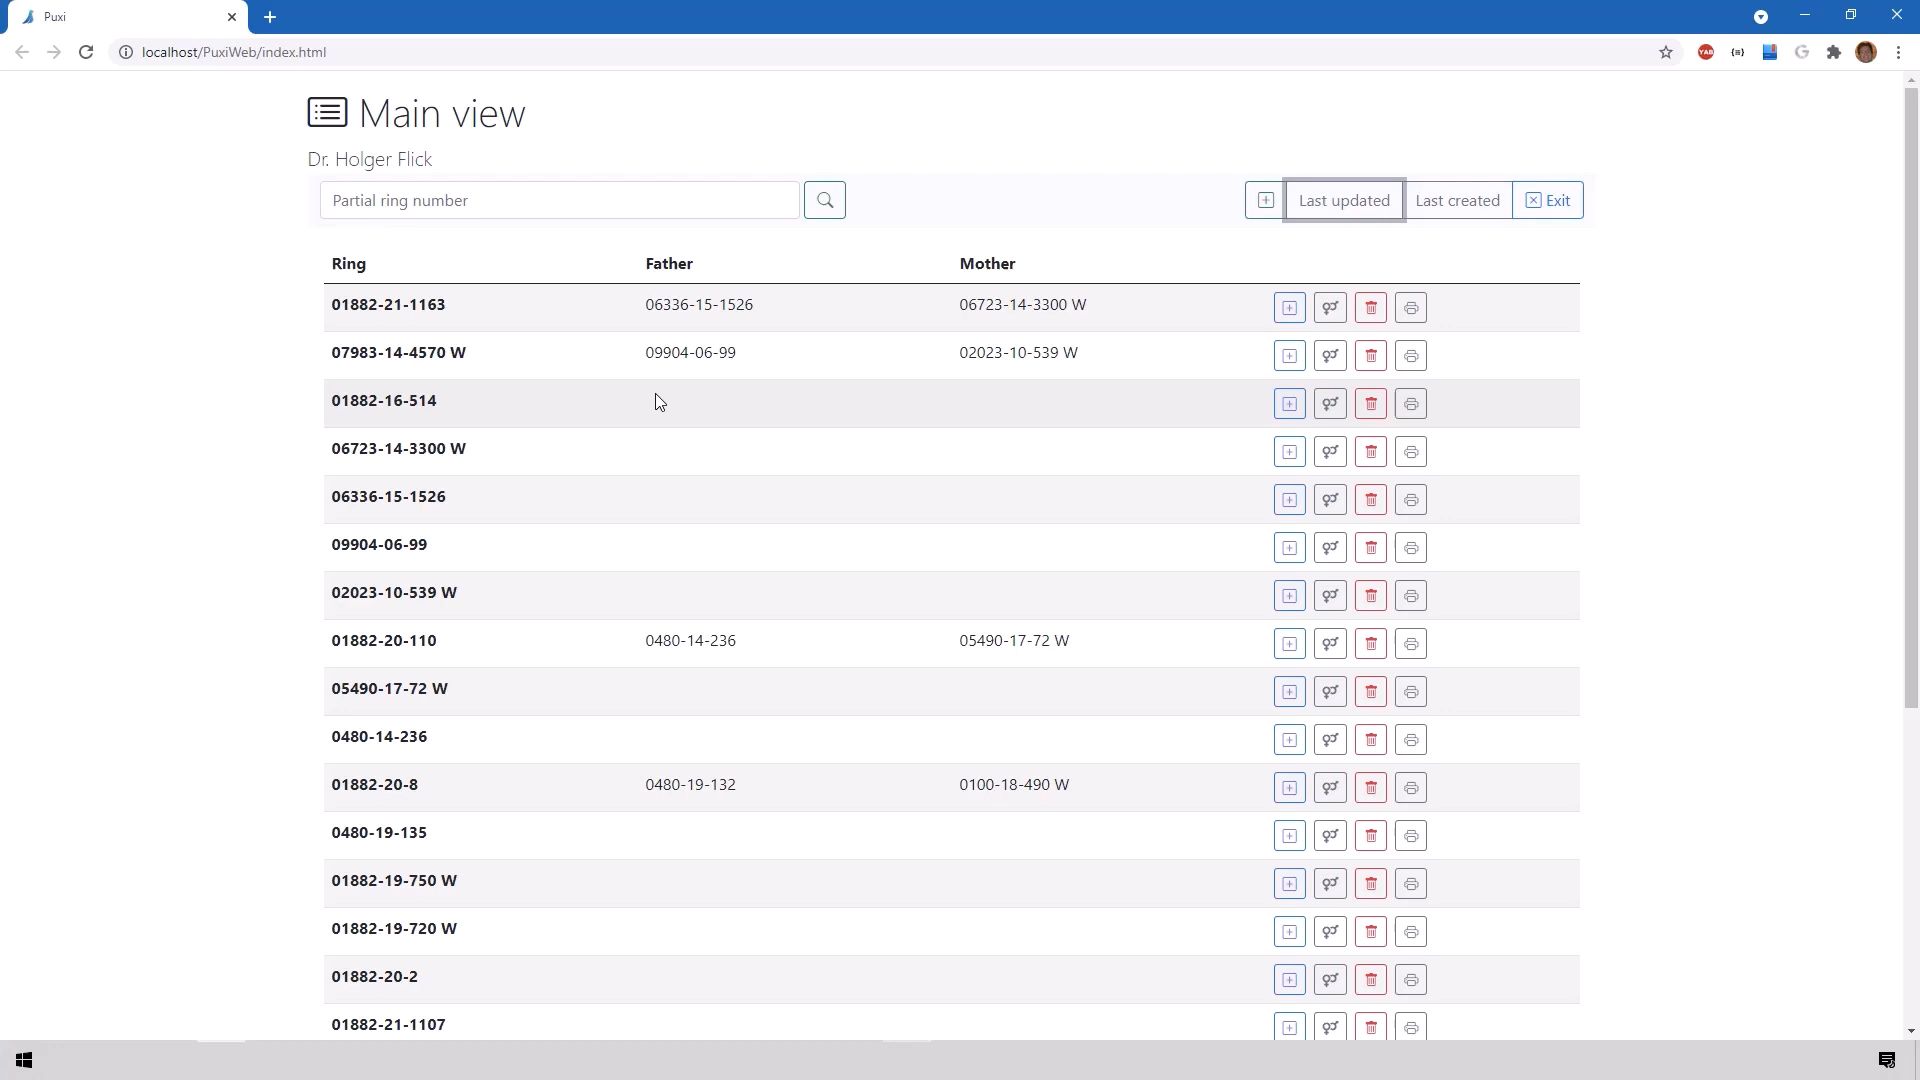 Puxi
localhost/PuxiWeb/index.html
YAB
Main view
Dr. Holger Flick
Partial ring number
Last updated
Last created
Exit
Ring Father Mother
01882-21-1163 06336-15-1526 06723-14-3300 W
07983-14-4570 W 09904-06-99 02023-10-539 W
01882-16-514
06723-14-3300 W
06336-15-1526
09904-06-99
02023-10-539 W
01882-20-110 0480-14-236 05490-17-72 W
05490-17-72 W
0480-14-236
01882-20-8 0480-19-132 0100-18-490 W
0480-19-135
01882-19-750 W
01882-19-720 W
01882-20-2
01882-21-1107